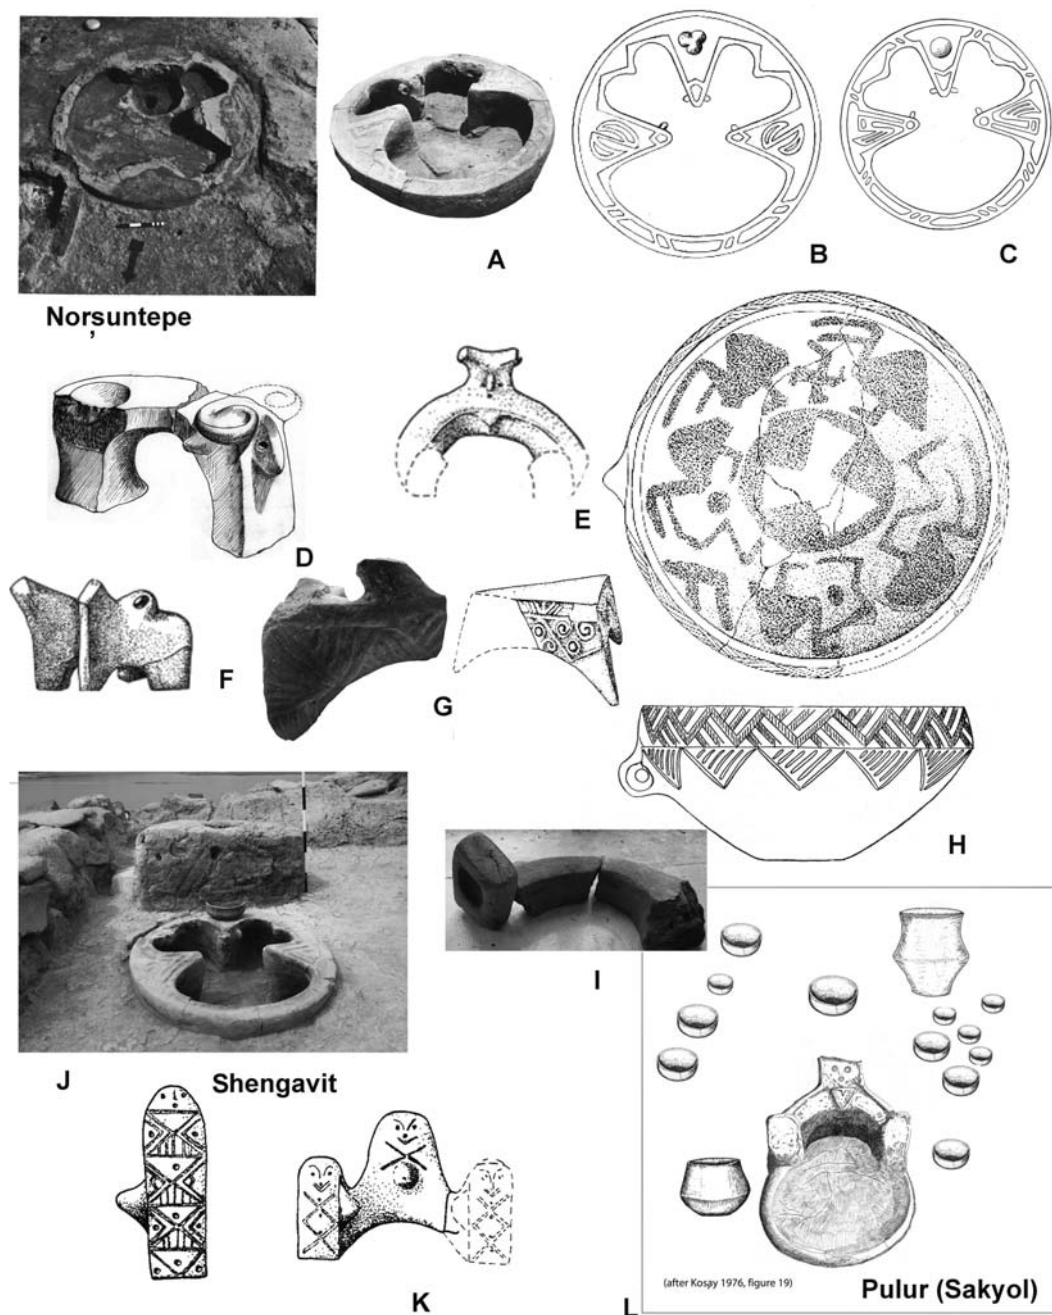 A
B
C
Norşuntepe
D
E
F
G
H
I
J
Shengavit
K
L
(after Koşay 1976, figure 19)
Pulur (Sakyol)